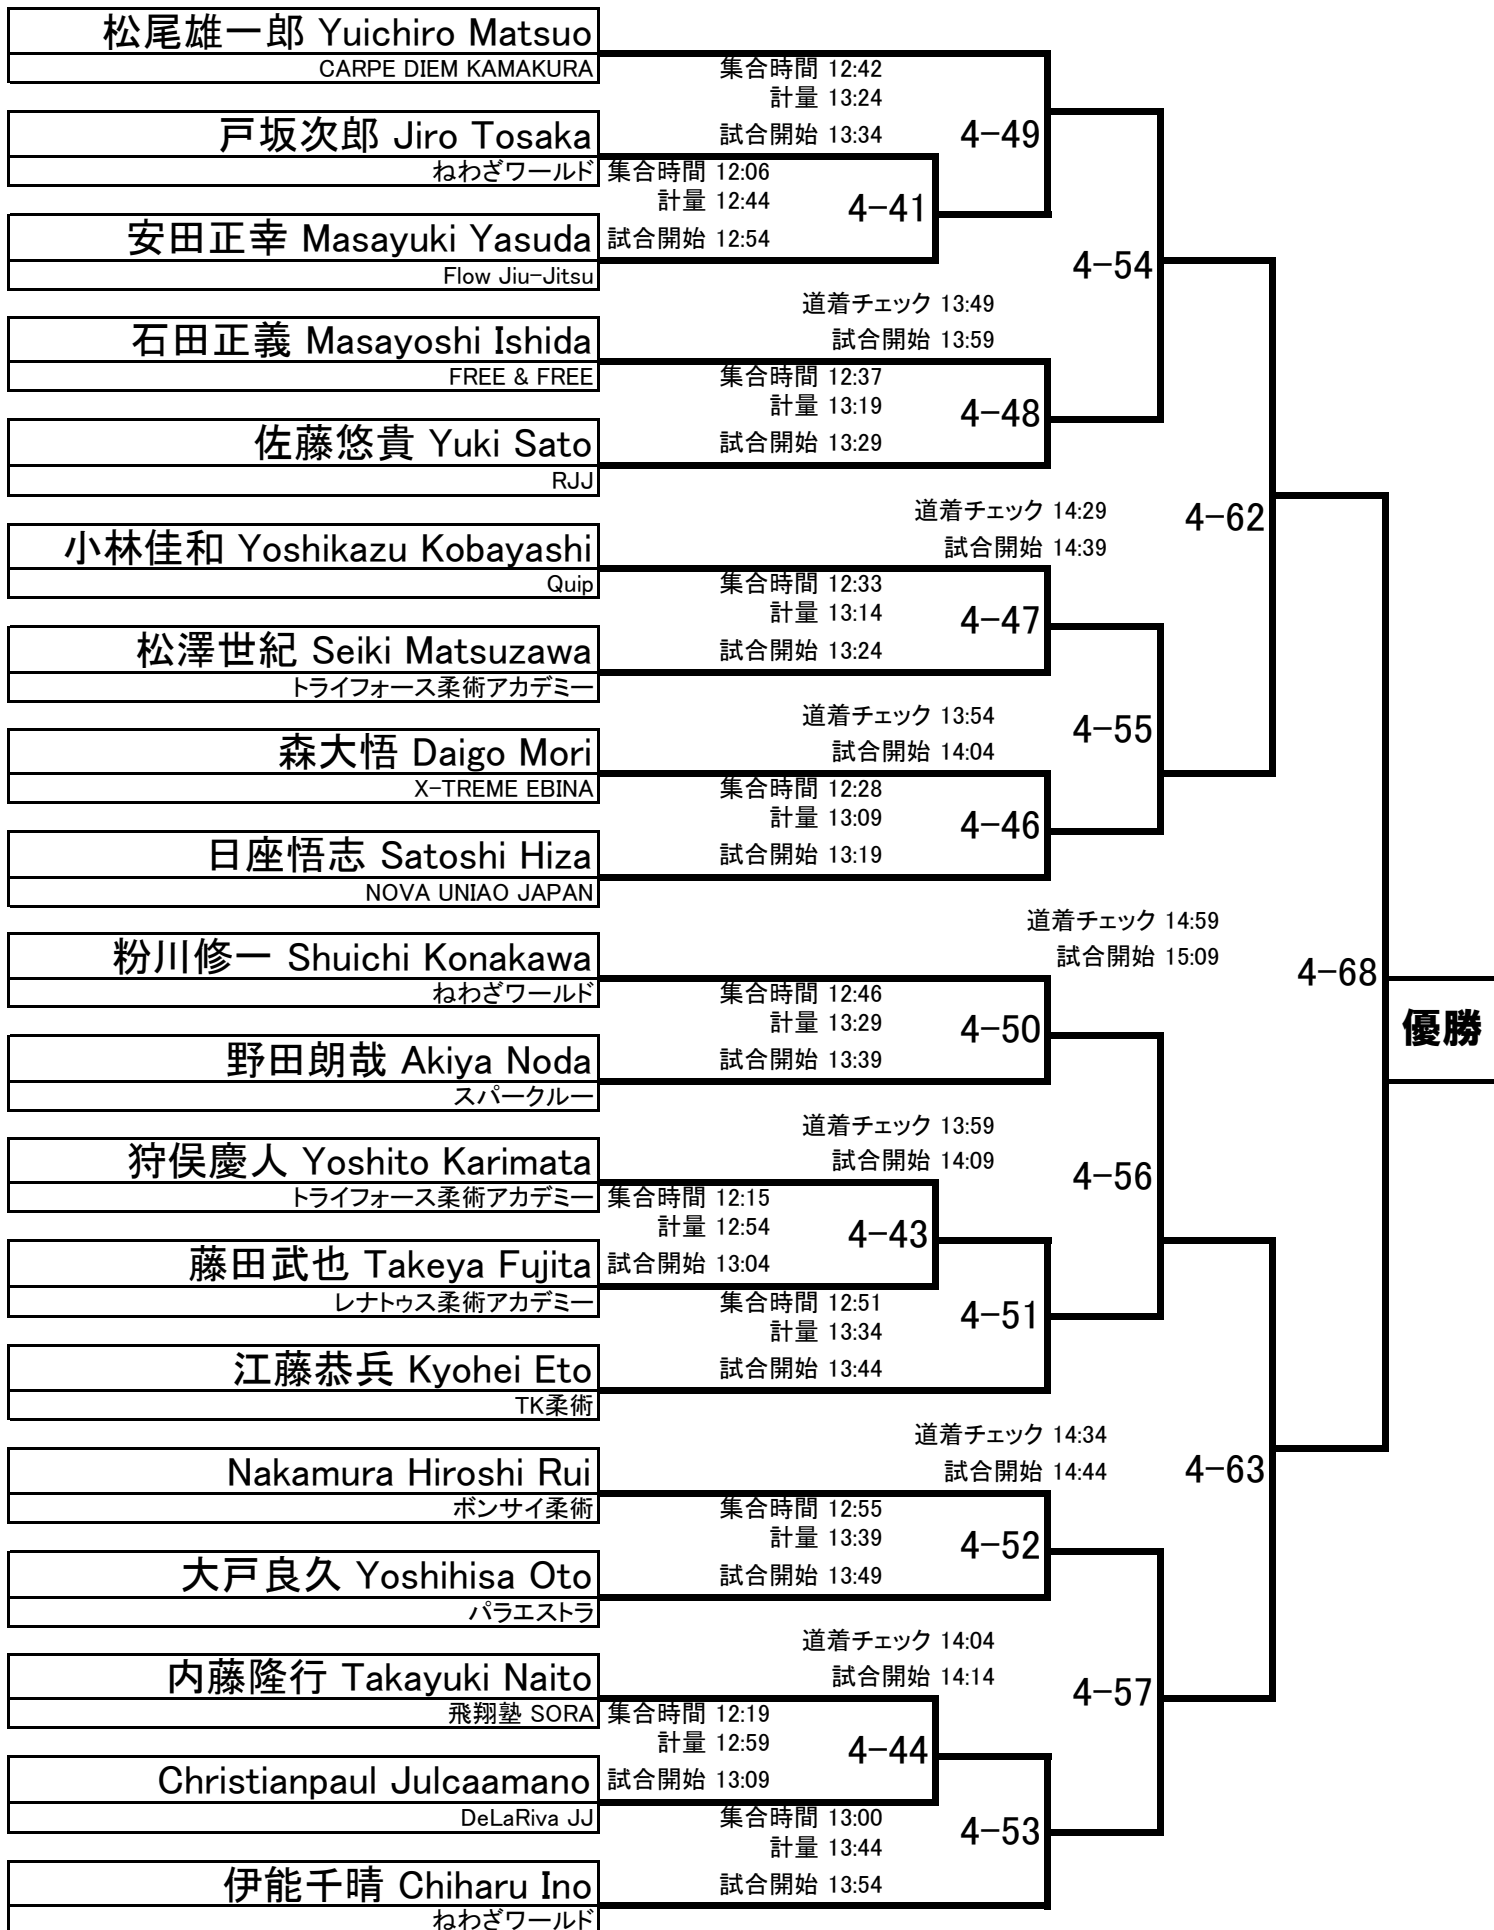 松尾雄一郎 Yuichiro Matsuo
CARPE DIEM KAMAKURA
集合時間 12:42
計量 13:24
試合開始 13:34
4-49
戸坂次郎 Jiro Tosaka
ねわざワールド
集合時間 12:06
計量 12:44
試合開始 12:54
4-41
安田正幸 Masayuki Yasuda
Flow Jiu-Jitsu
4-54
道着チェック 13:49
試合開始 13:59
石田正義 Masayoshi Ishida
FREE & FREE
集合時間 12:37
計量 13:19
試合開始 13:29
4-48
佐藤悠貴 Yuki Sato
RJJ
道着チェック 14:29
試合開始 14:39
4-62
小林佳和 Yoshikazu Kobayashi
Quip
集合時間 12:33
計量 13:14
試合開始 13:24
4-47
松澤世紀 Seiki Matsuzawa
トライフォース柔術アカデミー
道着チェック 13:54
試合開始 14:04
4-55
森大悟 Daigo Mori
X-TREME EBINA
集合時間 12:28
計量 13:09
試合開始 13:19
4-46
日座悟志 Satoshi Hiza
NOVA UNIAO JAPAN
道着チェック 14:59
試合開始 15:09
4-68
優勝
粉川修一 Shuichi Konakawa
ねわざワールド
集合時間 12:46
計量 13:29
試合開始 13:39
4-50
野田朗哉 Akiya Noda
スパークルー
道着チェック 13:59
試合開始 14:09
4-56
狩俣慶人 Yoshito Karimata
トライフォース柔術アカデミー
集合時間 12:15
計量 12:54
試合開始 13:04
4-43
藤田武也 Takeya Fujita
レナトゥス柔術アカデミー
集合時間 12:51
計量 13:34
試合開始 13:44
4-51
江藤恭兵 Kyohei Eto
TK柔術
道着チェック 14:34
試合開始 14:44
4-63
Nakamura Hiroshi Rui
ボンサイ柔術
集合時間 12:55
計量 13:39
試合開始 13:49
4-52
大戸良久 Yoshihisa Oto
パラエストラ
道着チェック 14:04
試合開始 14:14
4-57
内藤隆行 Takayuki Naito
飛翔塾 SORA
集合時間 12:19
計量 12:59
試合開始 13:09
4-44
Christianpaul Julcaamano
DeLaRiva JJ
集合時間 13:00
計量 13:44
試合開始 13:54
4-53
伊能千晴 Chiharu Ino
ねわざワールド